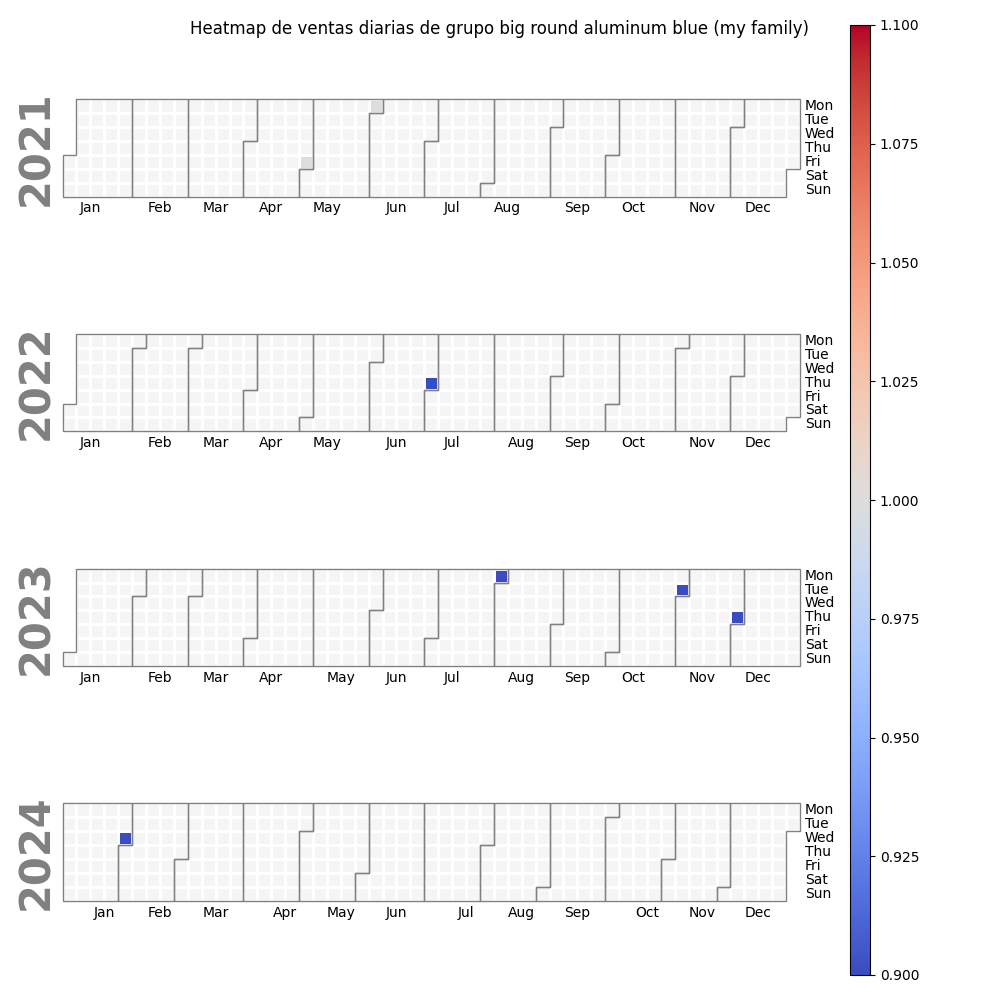 Heatmap de ventas diarias de grupo big round aluminum blue (my family)
2021
Mon
Tue
Wed
Thu
Fri
Sat
Sun
Jan Feb Mar Apr May Jun Jul Aug Sep Oct Nov Dec
2022
Mon
Tue
Wed
Thu
Fri
Sat
Sun
Jan Feb Mar Apr May Jun Jul Aug Sep Oct Nov Dec
2023
Mon
Tue
Wed
Thu
Fri
Sat
Sun
Jan Feb Mar Apr May Jun Jul Aug Sep Oct Nov Dec
2024
Mon
Tue
Wed
Thu
Fri
Sat
Sun
Jan Feb Mar Apr May Jun Jul Aug Sep Oct Nov Dec
1.100
1.075
1.050
1.025
1.000
0.975
0.950
0.925
0.900